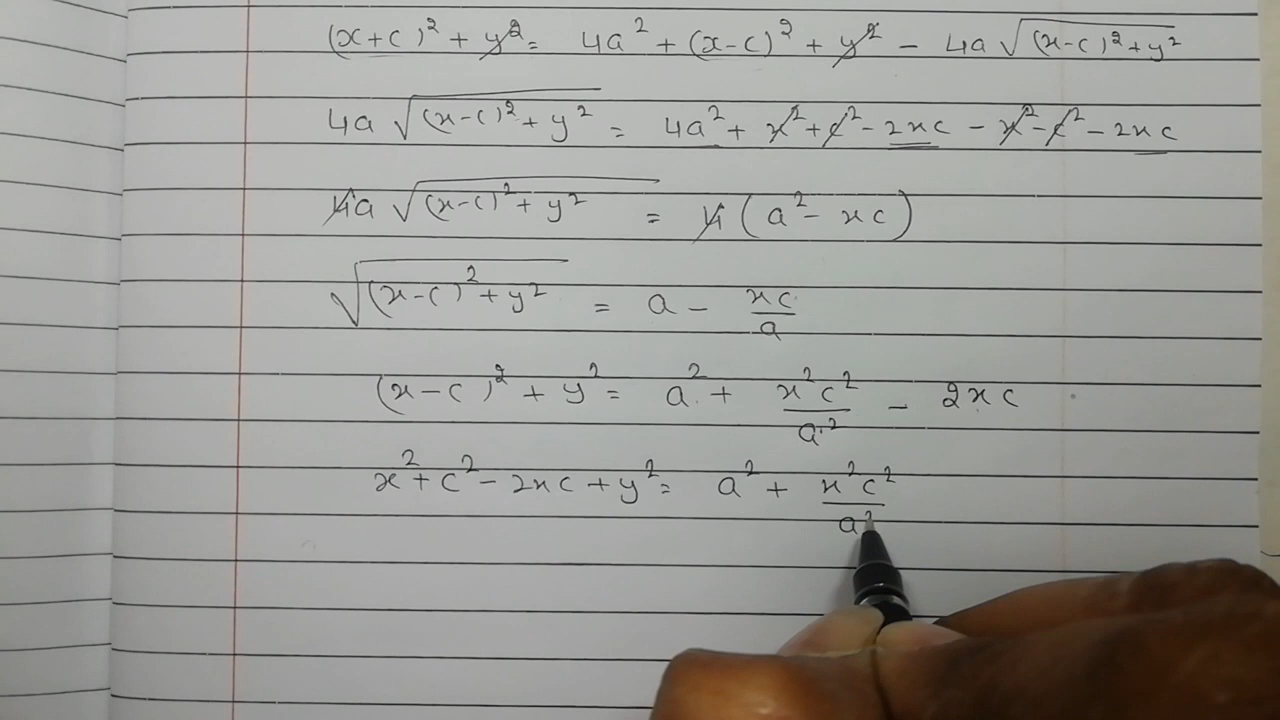 (x+c)² + y² = 4a² + (x-c)² + y² - 4a√(x-c)²+y²
4a√(x-c)²+y² = 4a² + x²+c²-2xc - x²-c²-2xc
4a√(x-c)²+y² = 4(a²-xc)
√(x-c)²+y² = a - xc/a
(x-c)² + y² = a² + x²c²/a² - 2xc
x²+c²-2xc+y² = a² + x²c²/a²